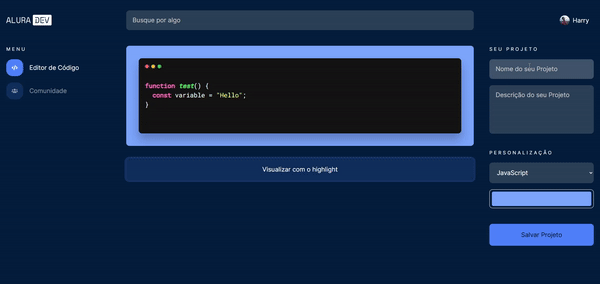 ALURA DEV
Busque por algo
Harry
MENU
Editor de Código
Comunidade
function test() {
const variable = "Hello";
}
Visualizar com o highlight
SEU PROJETO
Nome do seu Projeto
Descrição do seu Projeto
PERSONALIZAÇÃO
JavaScript
Salvar Projeto